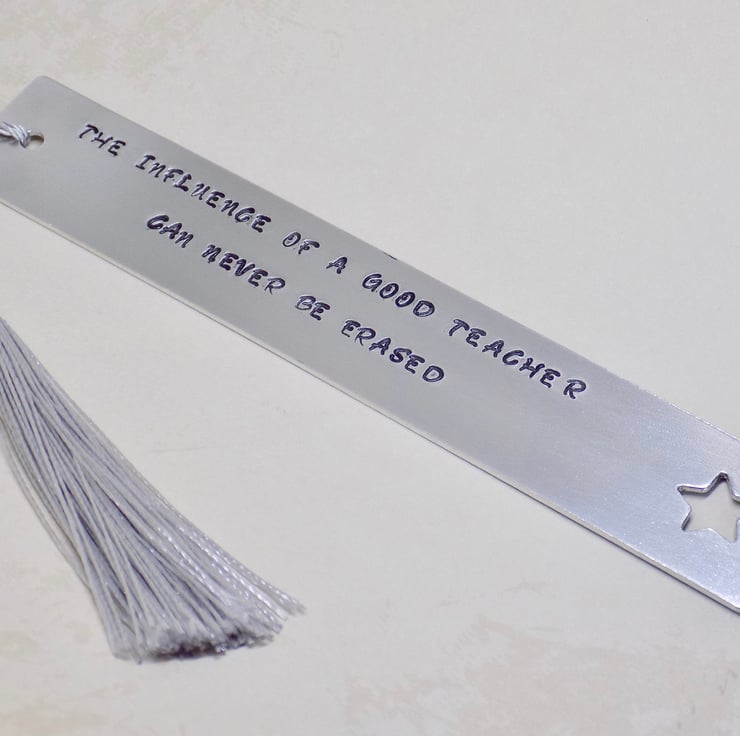 THE INFLUENCE OF A GOOD TEACHER
CAN NEVER BE ERASED